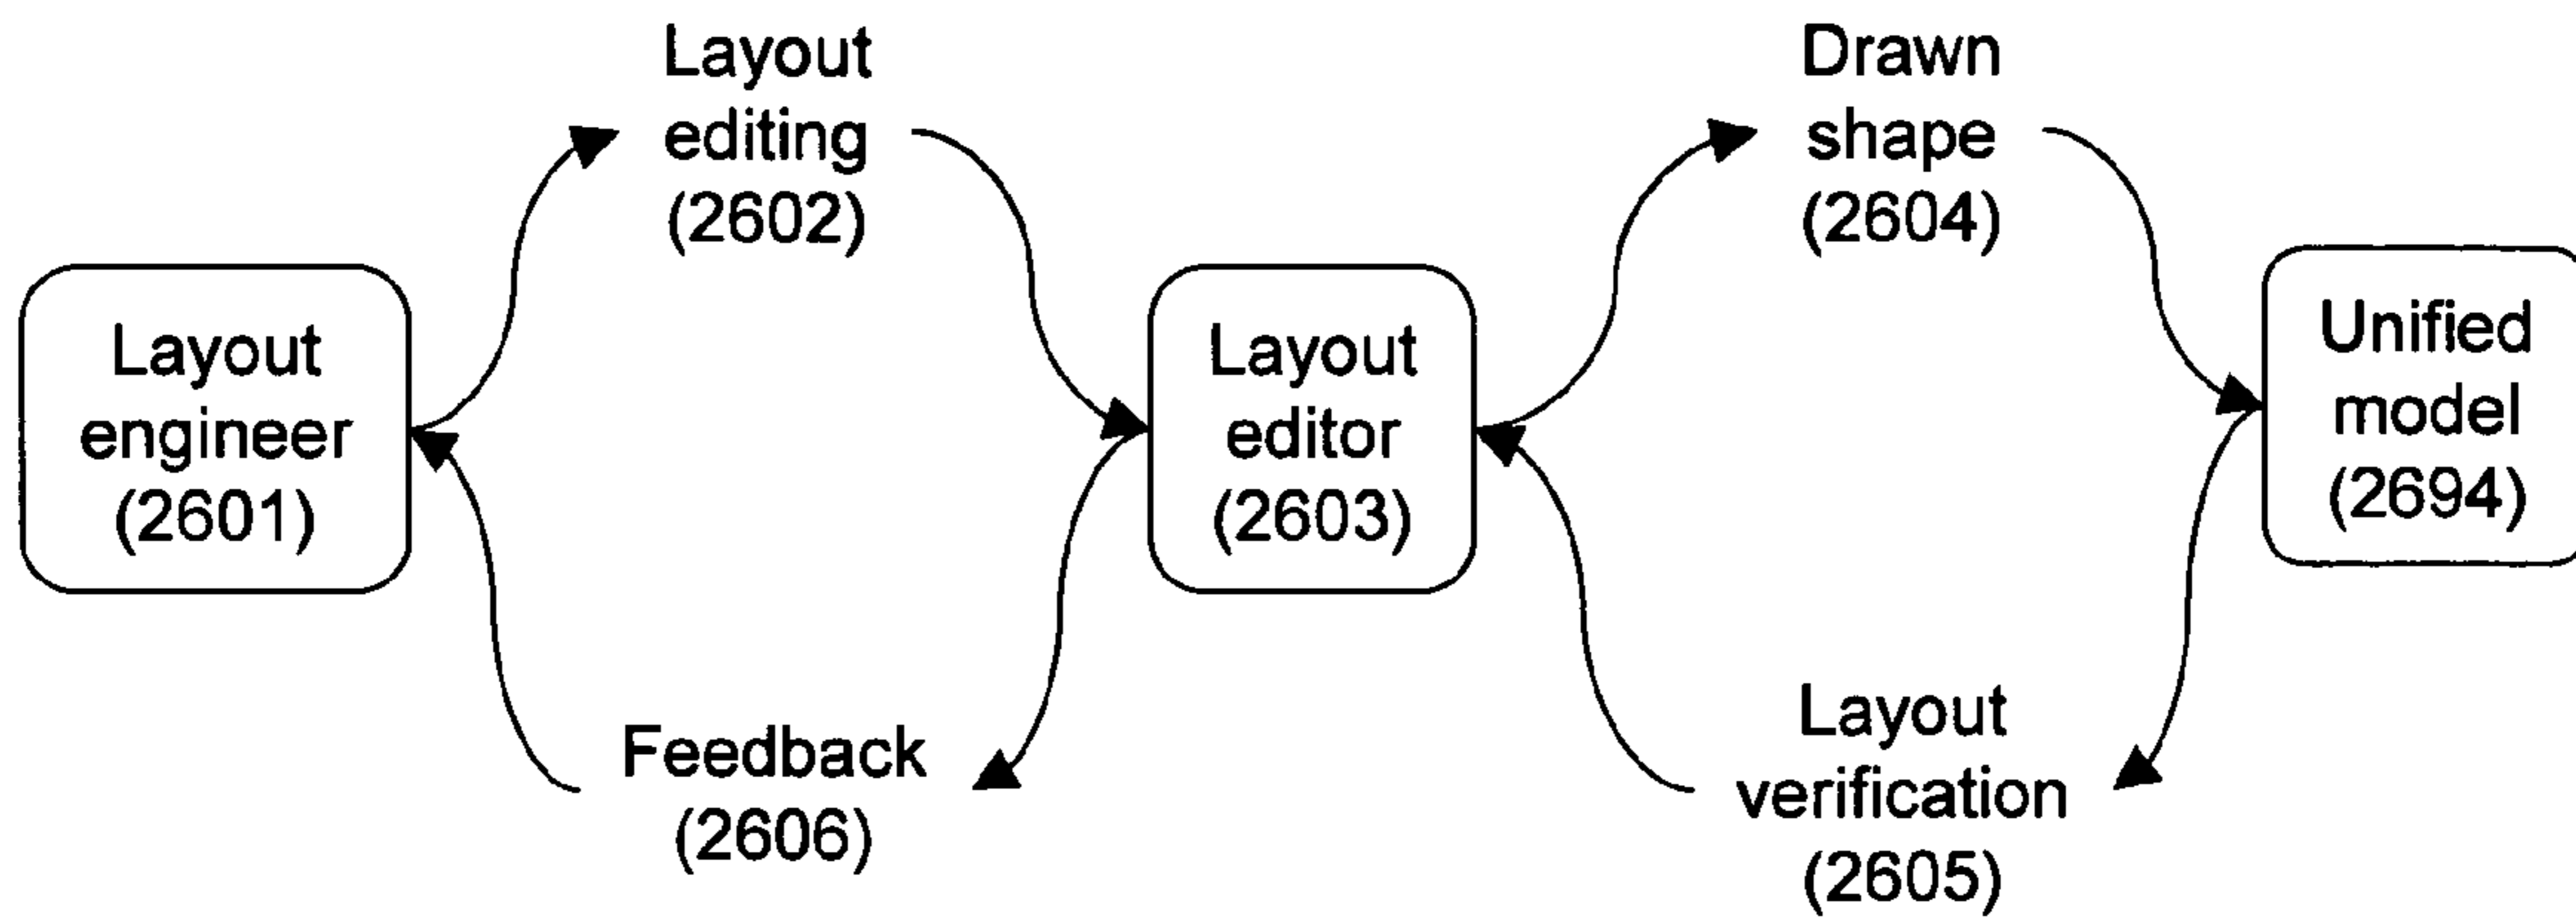 Layout
editing
(2602)
Drawn
shape
(2604)
Layout
engineer
(2601)
Layout
editor
(2603)
Unified
model
(2694)
Feedback
(2606)
Layout
verification
(2605)